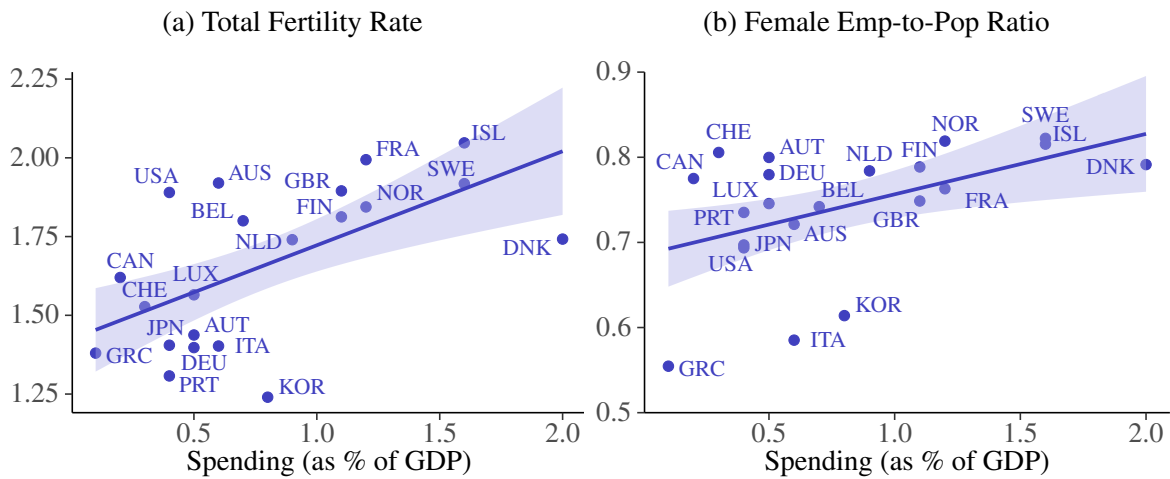 (a) Total Fertility Rate
2.25
2.00
1.75
1.50
1.25
ISL
FRA
SWE
USA
AUS
GBR
NOR
BEL
FIN
NLD
DNK
CAN
LUX
CHE
JPN
AUT
GRC
DEU
ITA
PRT
KOR
0.5 1.0 1.5 2.0
Spending (as % of GDP)
(b) Female Emp-to-Pop Ratio
0.9
0.8
0.7
0.6
0.5
SWE
NOR
ISL
CHE
AUT
FIN
CAN
DEU
NLD
DNK
LUX
BEL
PRT
GBR
FRA
JPN
AUS
USA
KOR
ITA
GRC
0.5 1.0 1.5 2.0
Spending (as % of GDP)